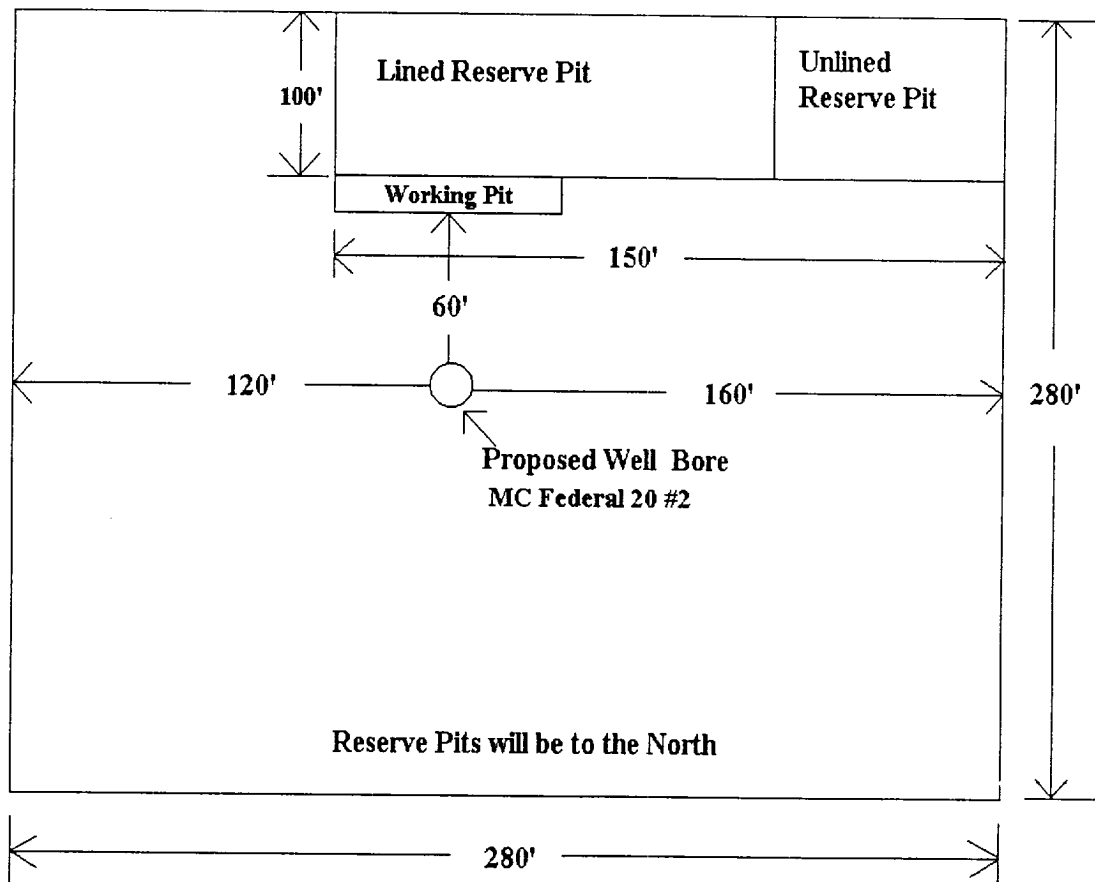 Lined Reserve Pit
Unlined
Reserve Pit
100'
Working Pit
150'
60'
120'
160'
280'
Proposed Well Bore
MC Federal 20 #2
Reserve Pits will be to the North
280'